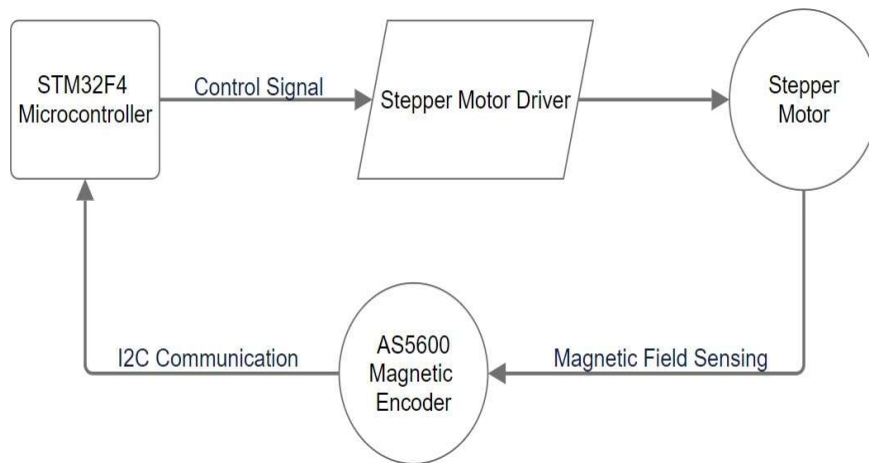 STM32F4
Microcontroller
Control Signal
Stepper Motor Driver
Stepper
Motor
I2C Communication
AS5600
Magnetic
Encoder
Magnetic Field Sensing